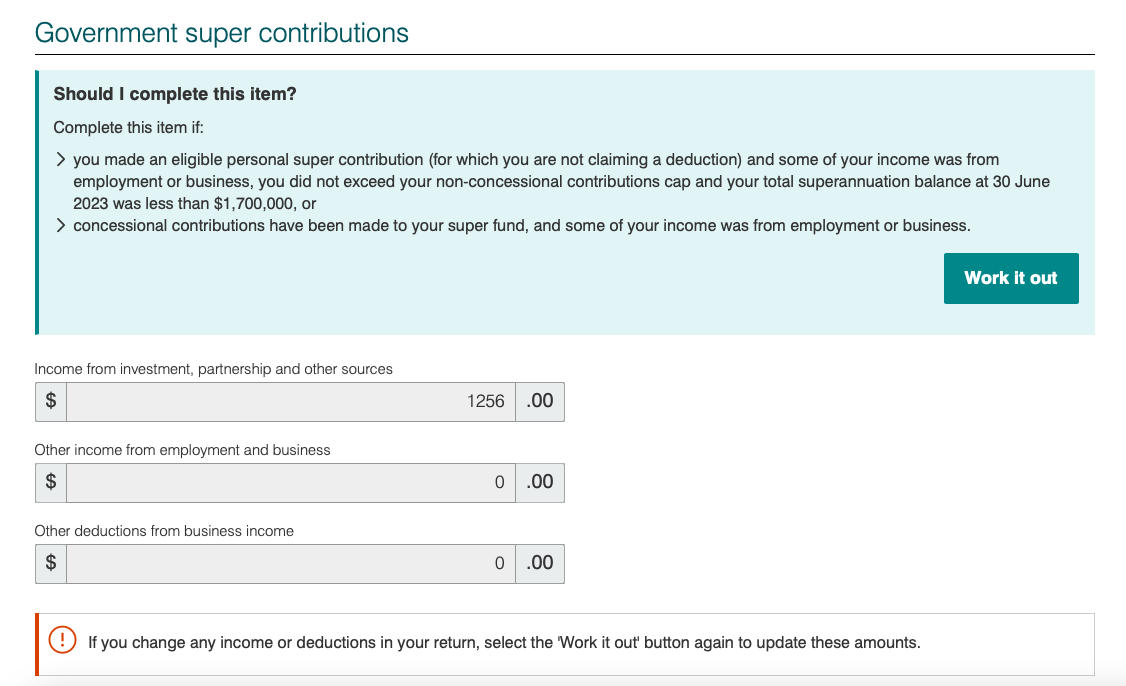 Government super contributions
Should I complete this item?
Complete this item if:
you made an eligible personal super contribution (for which you are not claiming a deduction) and some of your income was from
employment or business, you did not exceed your non-concessional contributions cap and your total superannuation balance at 30 June
2023 was less than $1,700,000, or
concessional contributions have been made to your super fund, and some of your income was from employment or business.
Work it out
Income from investment, partnership and other sources
$ 1256 .00
Other income from employment and business
$ 0 .00
Other deductions from business income
$ 0 .00
If you change any income or deductions in your return, select the 'Work it out' button again to update these amounts.